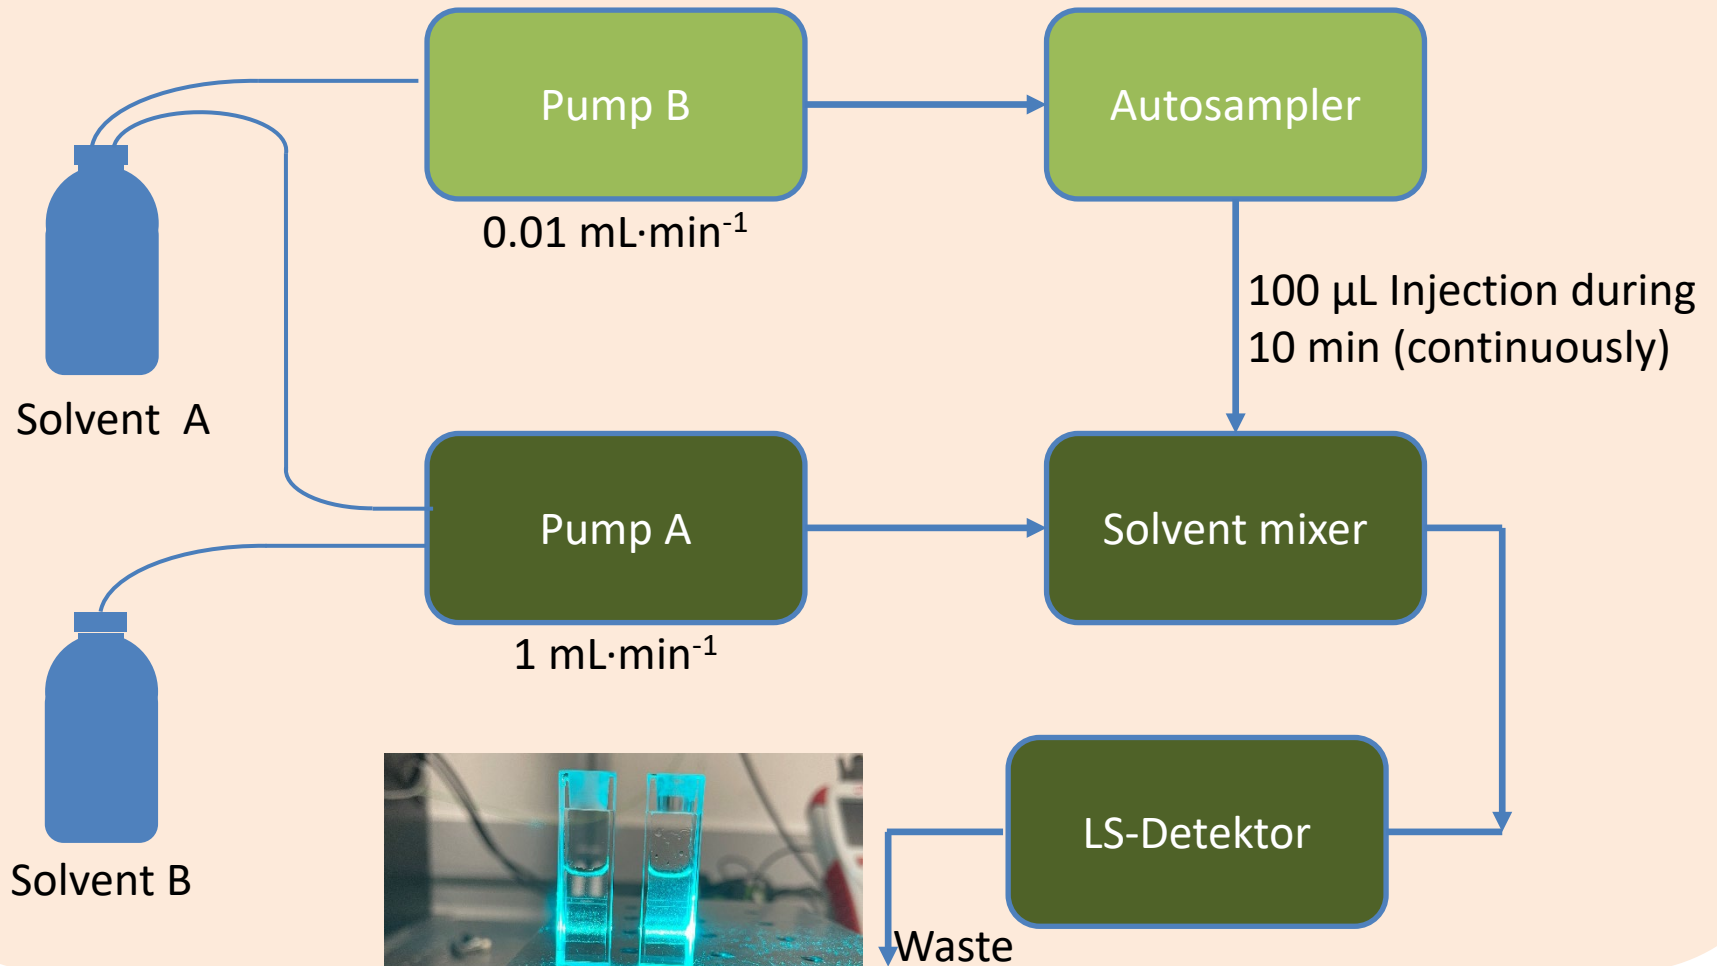 Pump B
Autosampler
0.01 mL·min⁻¹
100 µL Injection during
10 min (continuously)
Solvent  A
Pump A
Solvent mixer
1 mL·min⁻¹
LS-Detektor
Solvent B
Waste